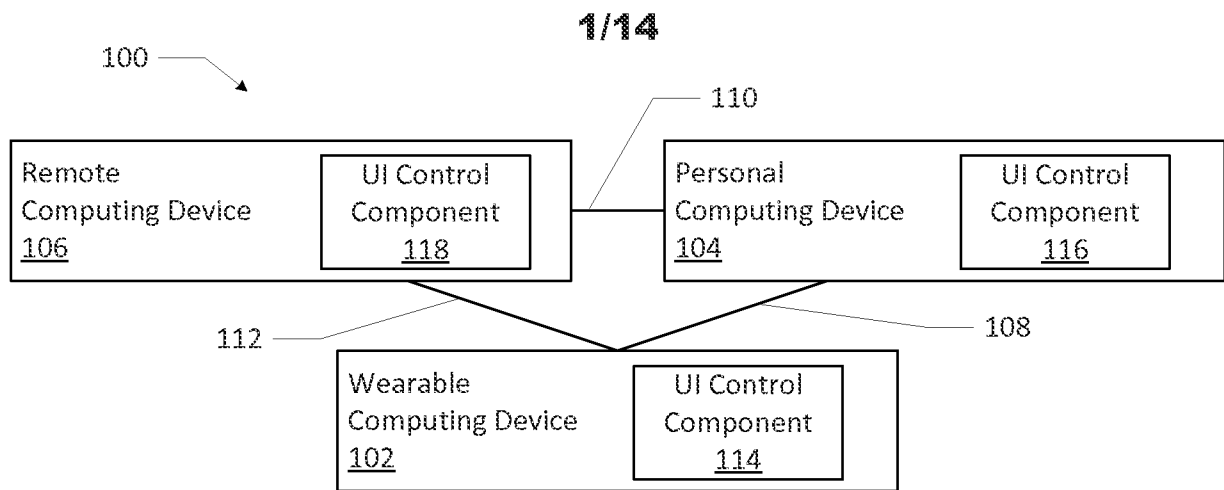 1/14
100
110
Remote
Computing Device
106
UI Control
Component
118
Personal
Computing Device
104
UI Control
Component
116
112
108
Wearable
Computing Device
102
UI Control
Component
114